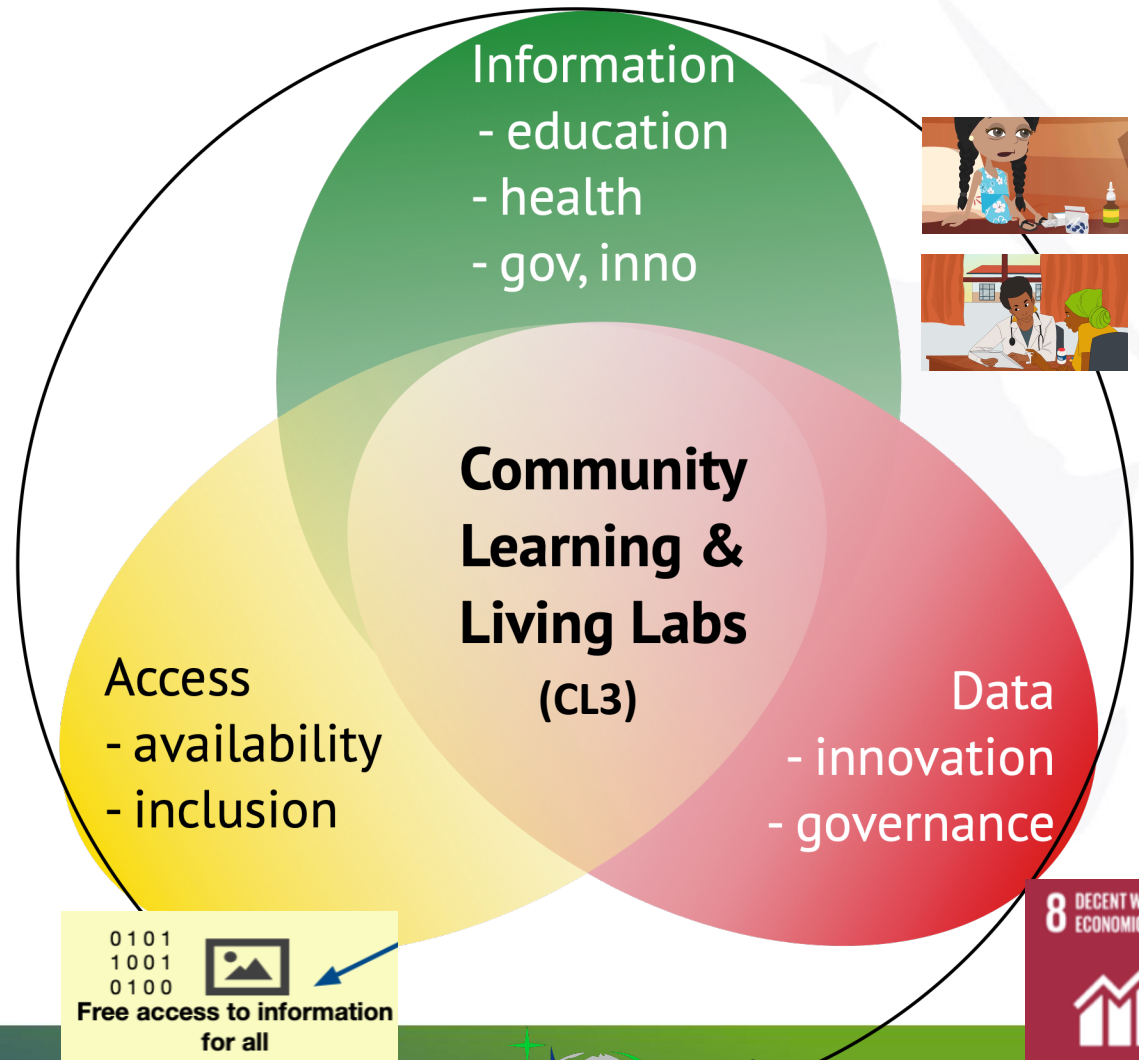 Information
- education
- health
- gov, inno
Community
Learning &
Living Labs
(CL3)
Access
- availability
- inclusion
Data
- innovation
- governance
0101
1001
0100
Free access to information
for all
8 DECENT
ECONOMIC